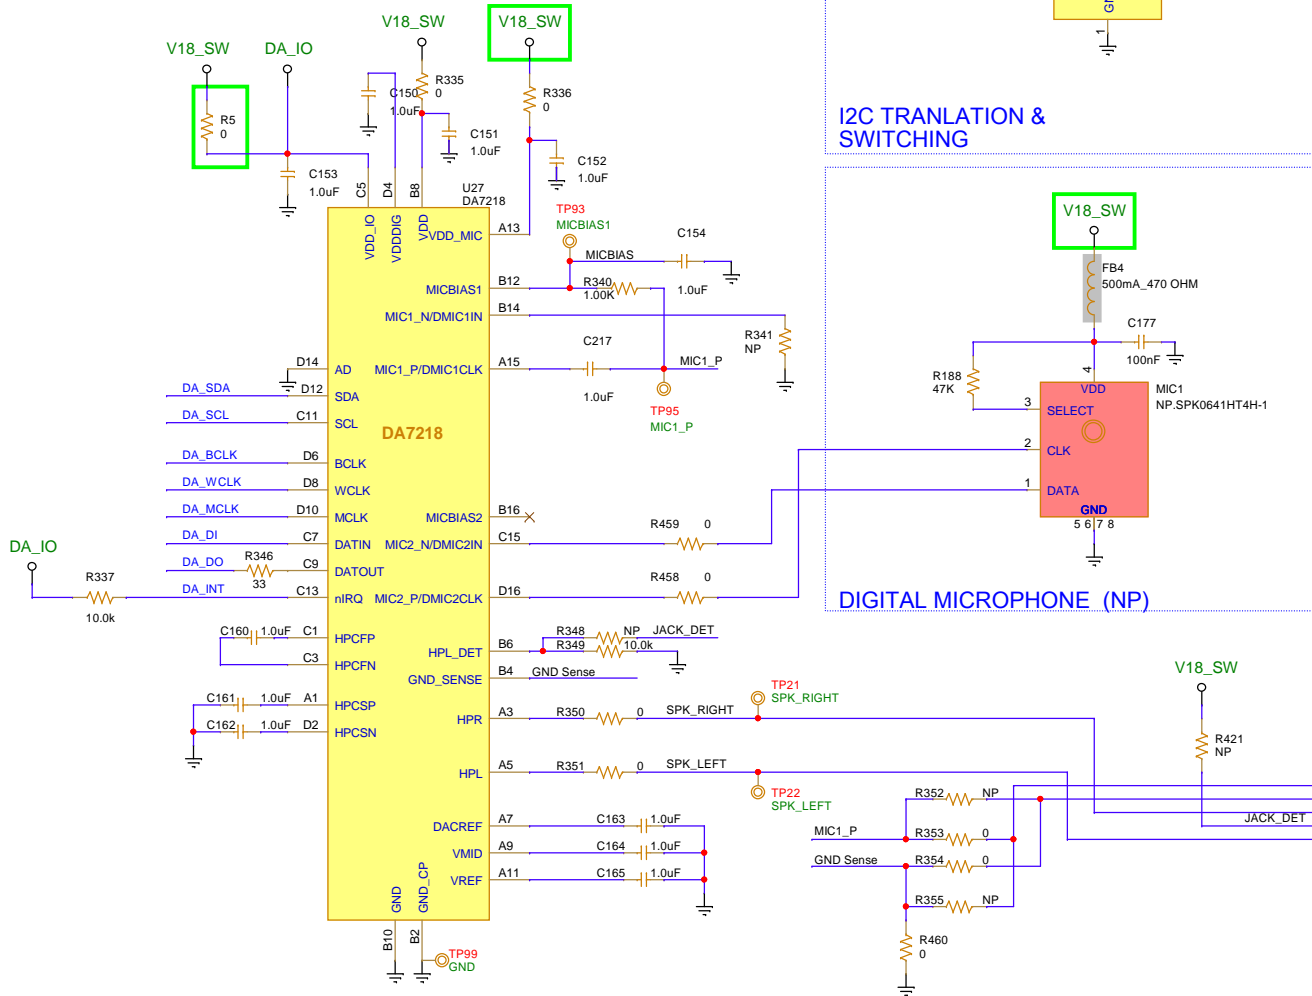 V18_SW
V18_SW
V18_SW
DA_IO
GN
1
R5
0
C150
1.0uF
R335
0
R336
0
C151
1.0uF
C152
1.0uF
C153
1.0uF
I2C TRANLATION &
SWITCHING
C5
D4
B8
U27
DA7218
VDD_IO
VDDDIG
VDD
VDD_MIC
A13
TP93
MICBIAS1
MICBIAS
C154
1.0uF
MICBIAS1
B12
R340
1.00K
MIC1_N/DMIC1IN
B14
R341
NP
C217
1.0uF
D14
AD
MIC1_P/DMIC1CLK
A15
MIC1_P
TP95
MIC1_P
DA_SDA
D12
SDA
DA_SCL
C11
SCL
DA7218
DA_BCLK
D6
BCLK
DA_WCLK
D8
WCLK
DA_MCLK
D10
MCLK
MICBIAS2
B16
DA_DI
C7
DATIN
MIC2_N/DMIC2IN
C15
R459
0
DA_IO
DA_DO
R346
33
C9
DATOUT
R337
10.0k
DA_INT
C13
nIRQ
MIC2_P/DMIC2CLK
D16
R458
0
V18_SW
FB4
500mA_470 OHM
C177
100nF
R188
47K
4
VDD
MIC1
NP.SPK0641HT4H-1
3
SELECT
2
CLK
1
DATA
GND
5 6 7 8
DIGITAL MICROPHONE (NP)
C160
1.0uF
C1
HPCFP
C3
HPCFN
HPL_DET
B6
R348
NP
JACK_DET
R349
10.0k
GND_SENSE
B4
GND Sense
C161
1.0uF
A1
HPCSP
C162
1.0uF
D2
HPCSN
HPR
A3
R350
0
SPK_RIGHT
TP21
SPK_RIGHT
HPL
A5
R351
0
SPK_LEFT
TP22
SPK_LEFT
V18_SW
R421
NP
JACK_DET
DACREF
A7
C163
1.0uF
VMID
A9
C164
1.0uF
VREF
A11
C165
1.0uF
R352
NP
MIC1_P
R353
0
GND Sense
R354
0
R355
NP
R460
0
GND
GND_CP
B10
B2
TP99
GND